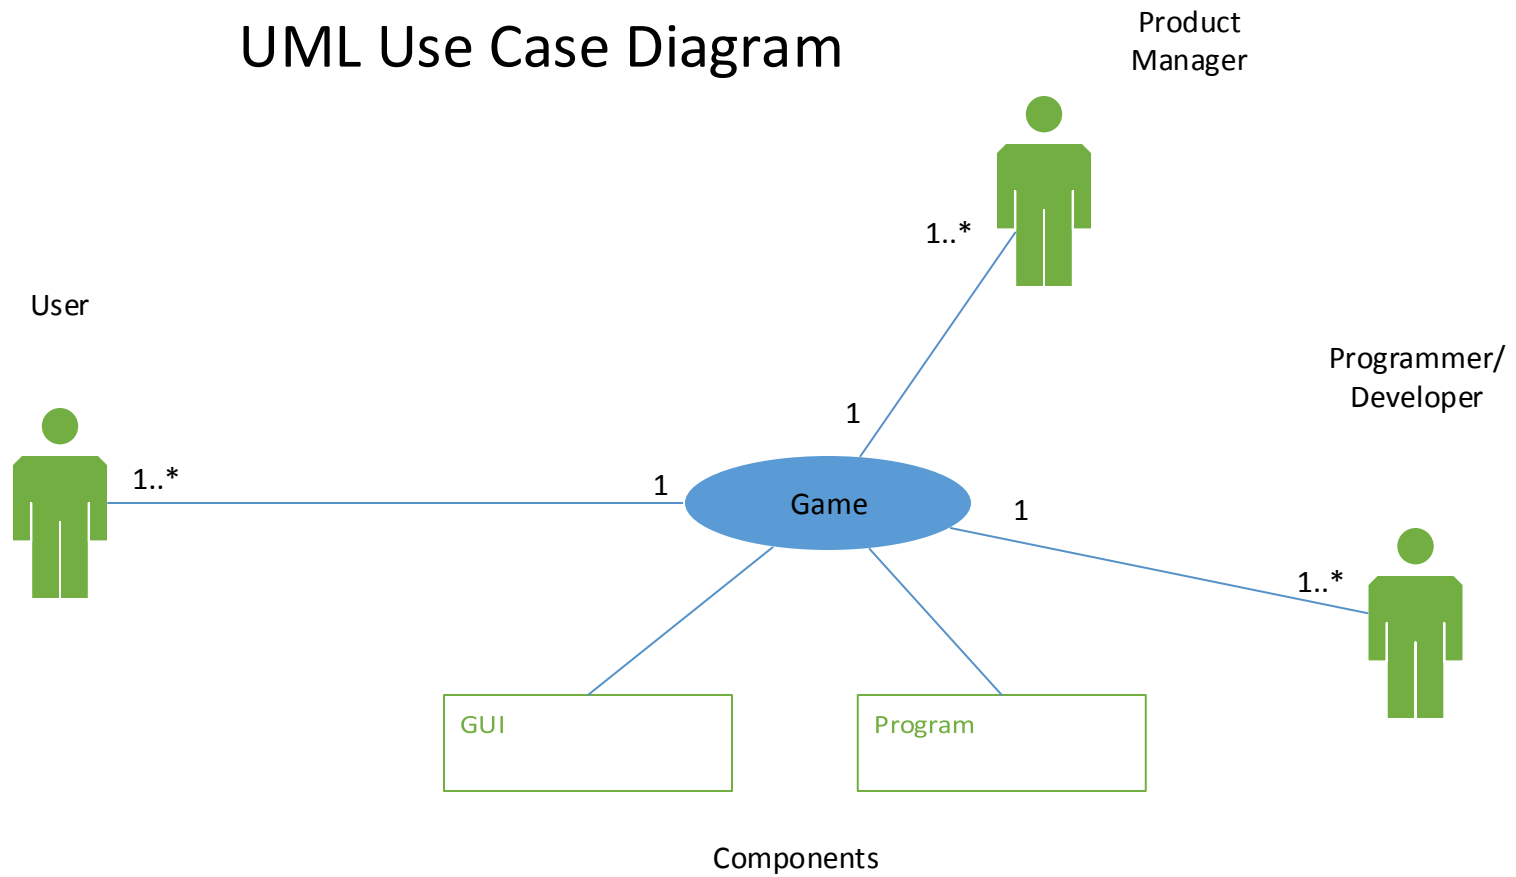 UML Use Case Diagram
Product
Manager
1..*
User
Programmer/
Developer
1
1..*
1
Game
1
1..*
GUI
Program
Components